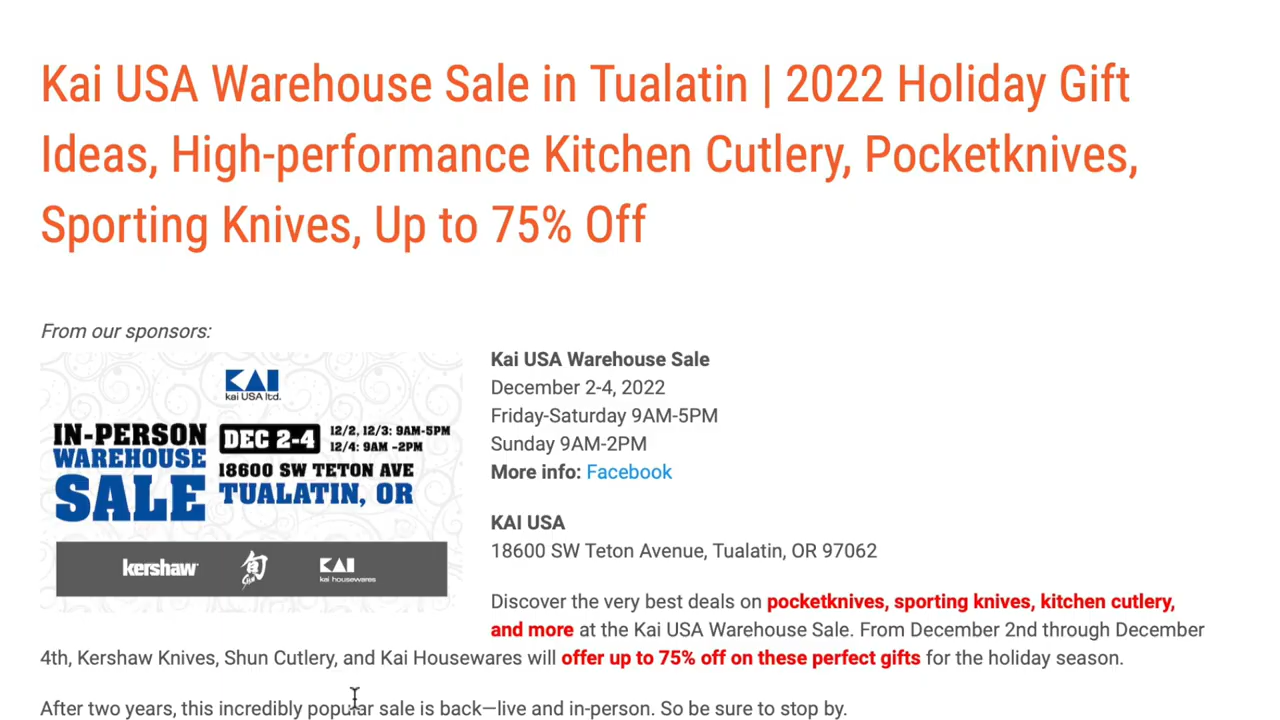 Kai USA Warehouse Sale in Tualatin | 2022 Holiday Gift
Ideas, High-performance Kitchen Cutlery, Pocketknives,
Sporting Knives, Up to 75% Off
From our sponsors:
KAI
kai USA ltd.
IN-PERSON
WAREHOUSE
SALE
DEC 2-4
12/2, 12/3: 9AM-5PM
12/4: 9AM -2PM
18600 SW TETON AVE
TUALATIN, OR
kershaw
旬
Shun
KAI
kai housewares
Kai USA Warehouse Sale
December 2-4, 2022
Friday-Saturday 9AM-5PM
Sunday 9AM-2PM
More info: Facebook
KAI USA
18600 SW Teton Avenue, Tualatin, OR 97062
Discover the very best deals on pocketknives, sporting knives, kitchen cutlery,
and more at the Kai USA Warehouse Sale. From December 2nd through December
4th, Kershaw Knives, Shun Cutlery, and Kai Housewares will offer up to 75% off on these perfect gifts for the holiday season.
After two years, this incredibly popular sale is back—live and in-person. So be sure to stop by.